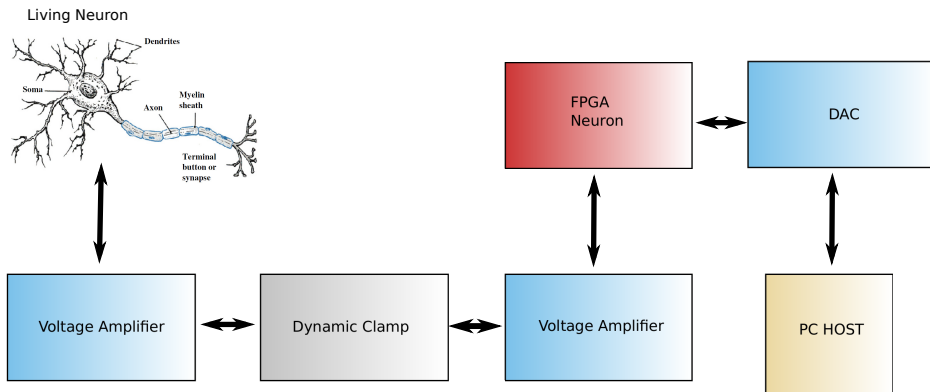 Living Neuron
Dendrites
Soma
Axon
Myelin
sheath
Terminal
button or
synapse
FPGA
Neuron
DAC
Voltage Amplifier
Dynamic Clamp
Voltage Amplifier
PC HOST